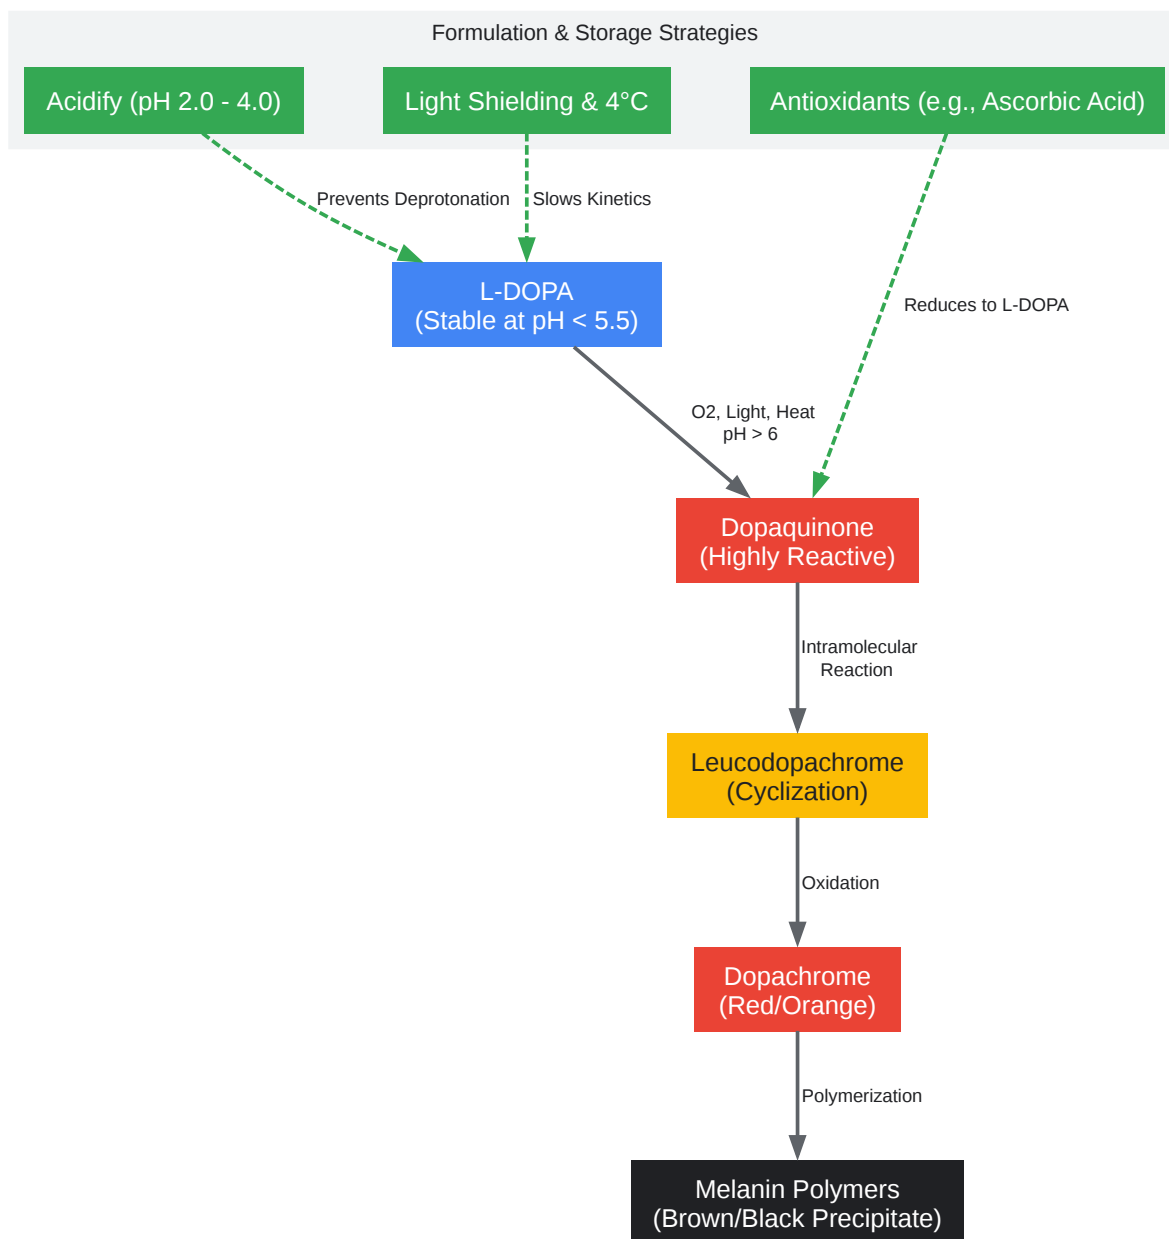 Formulation & Storage Strategies
Acidify (pH 2.0 - 4.0)
Light Shielding & 4°C
Antioxidants (e.g., Ascorbic Acid)
Prevents Deprotonation
Slows Kinetics
L-DOPA
(Stable at pH < 5.5)
Reduces to L-DOPA
O2, Light, Heat
pH > 6
Dopaquinone
(Highly Reactive)
Intramolecular
Reaction
Leucodopachrome
(Cyclization)
Oxidation
Dopachrome
(Red/Orange)
Polymerization
Melanin Polymers
(Brown/Black Precipitate)